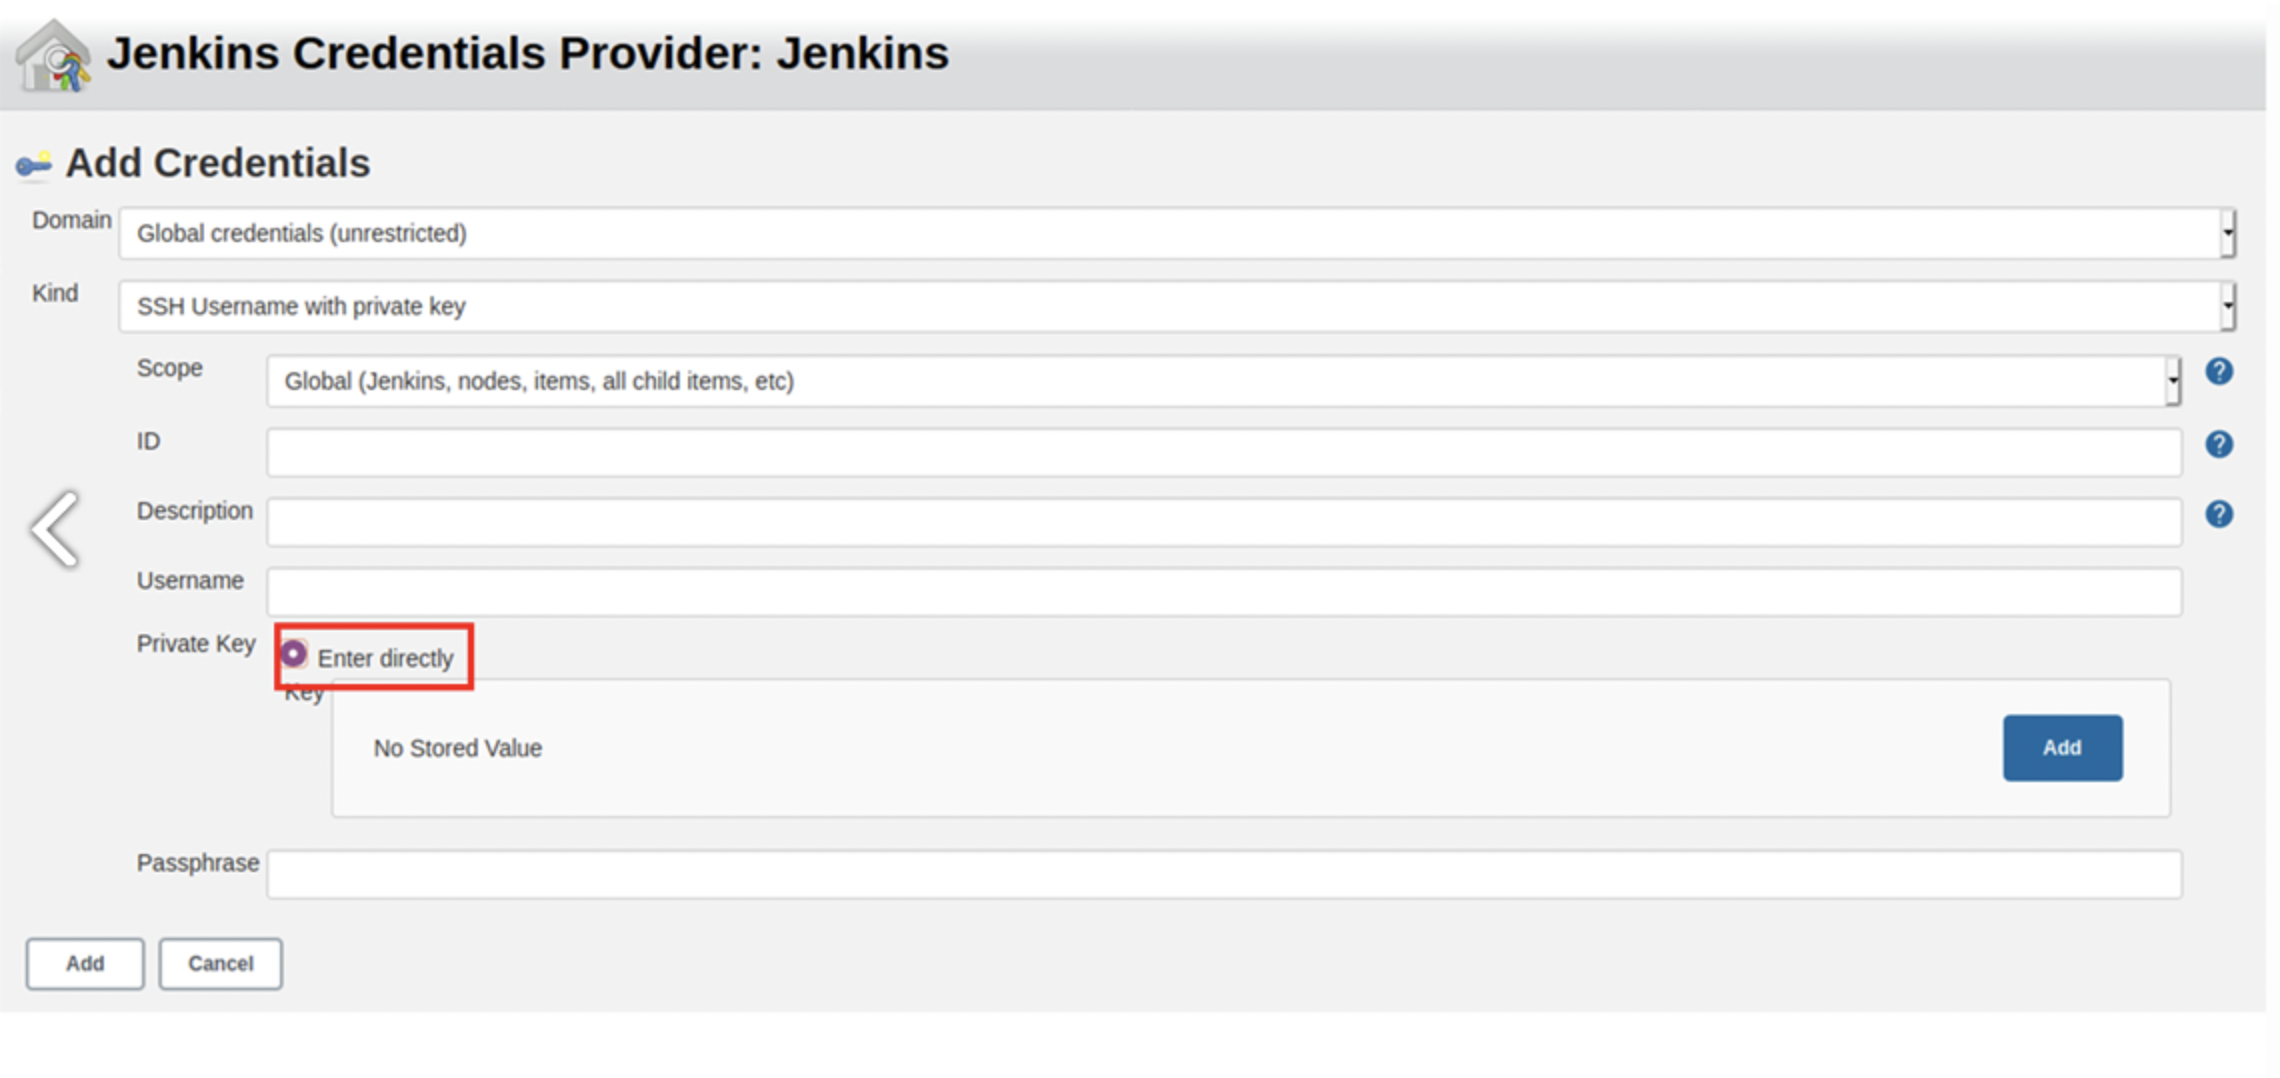 Jenkins Credentials Provider: Jenkins
Add Credentials
Domain
Global credentials (unrestricted)
Kind
SSH Username with private key
Scope
Global (Jenkins, nodes, items, all child items, etc)
?
ID
?
Description
?
Username
Private Key
Enter directly
Key
No Stored Value
Add
Passphrase
Add
Cancel